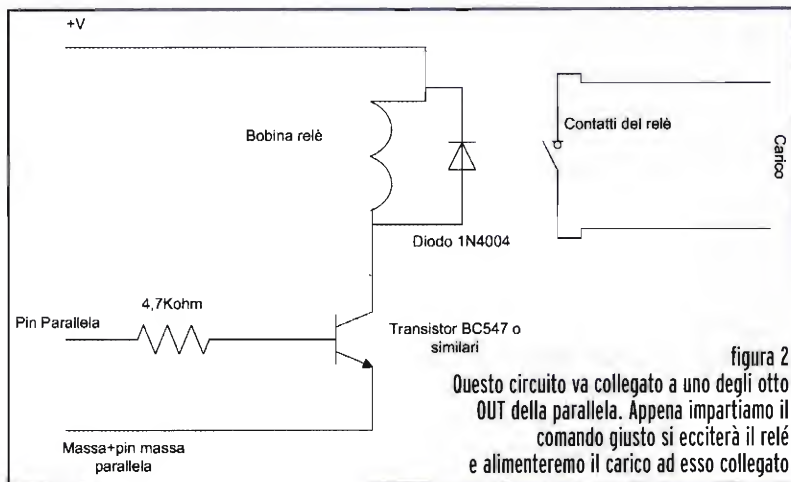 +V
Bobina relè
Contatti del relè
Carico
Diodo 1N4004
4,7Kohm
Pin Parallela
Transistor BC547 o
similari
Massa+pin massa
parallela
figura 2
Questo circuito va collegato a uno degli otto
OUT della parallela. Appena impartiamo il
comando giusto si ecciterà il relé
e alimenteremo il carico ad esso collegato